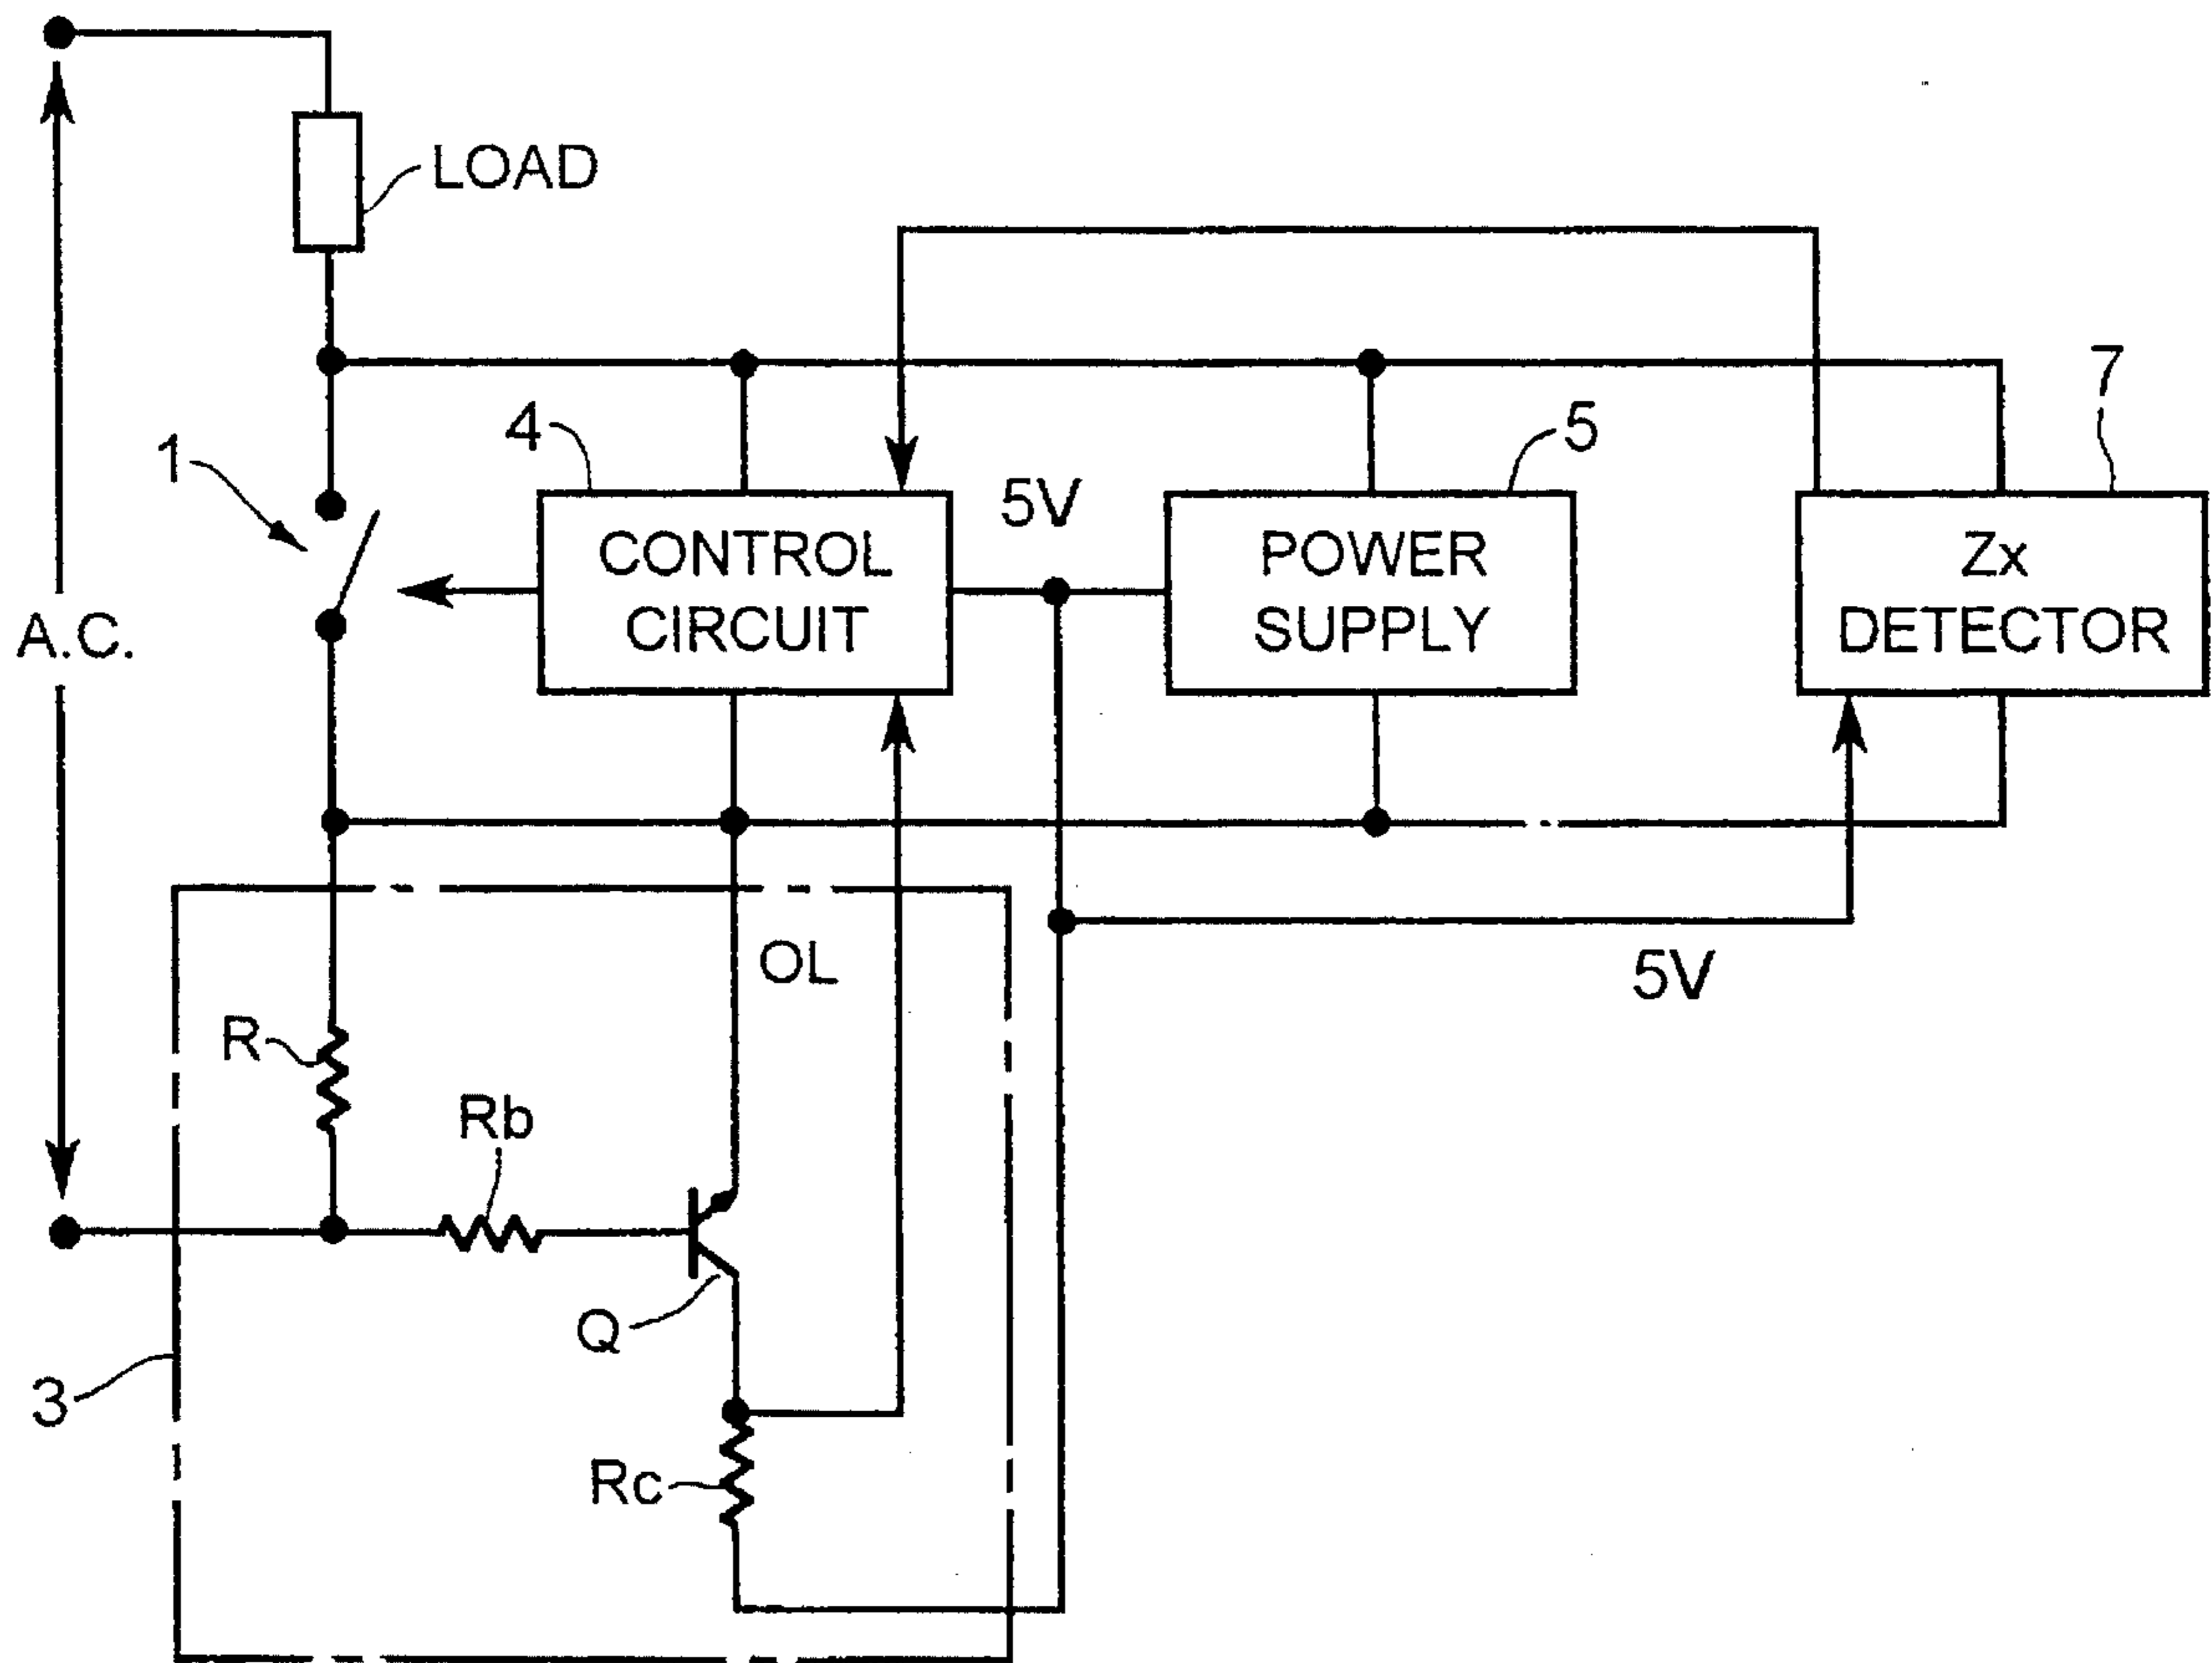 LOAD
7
4
5
1
5V
CONTROL
CIRCUIT
POWER
SUPPLY
Zx
DETECTOR
A.C.
OL
5V
R
Rb
Q
3
Rc